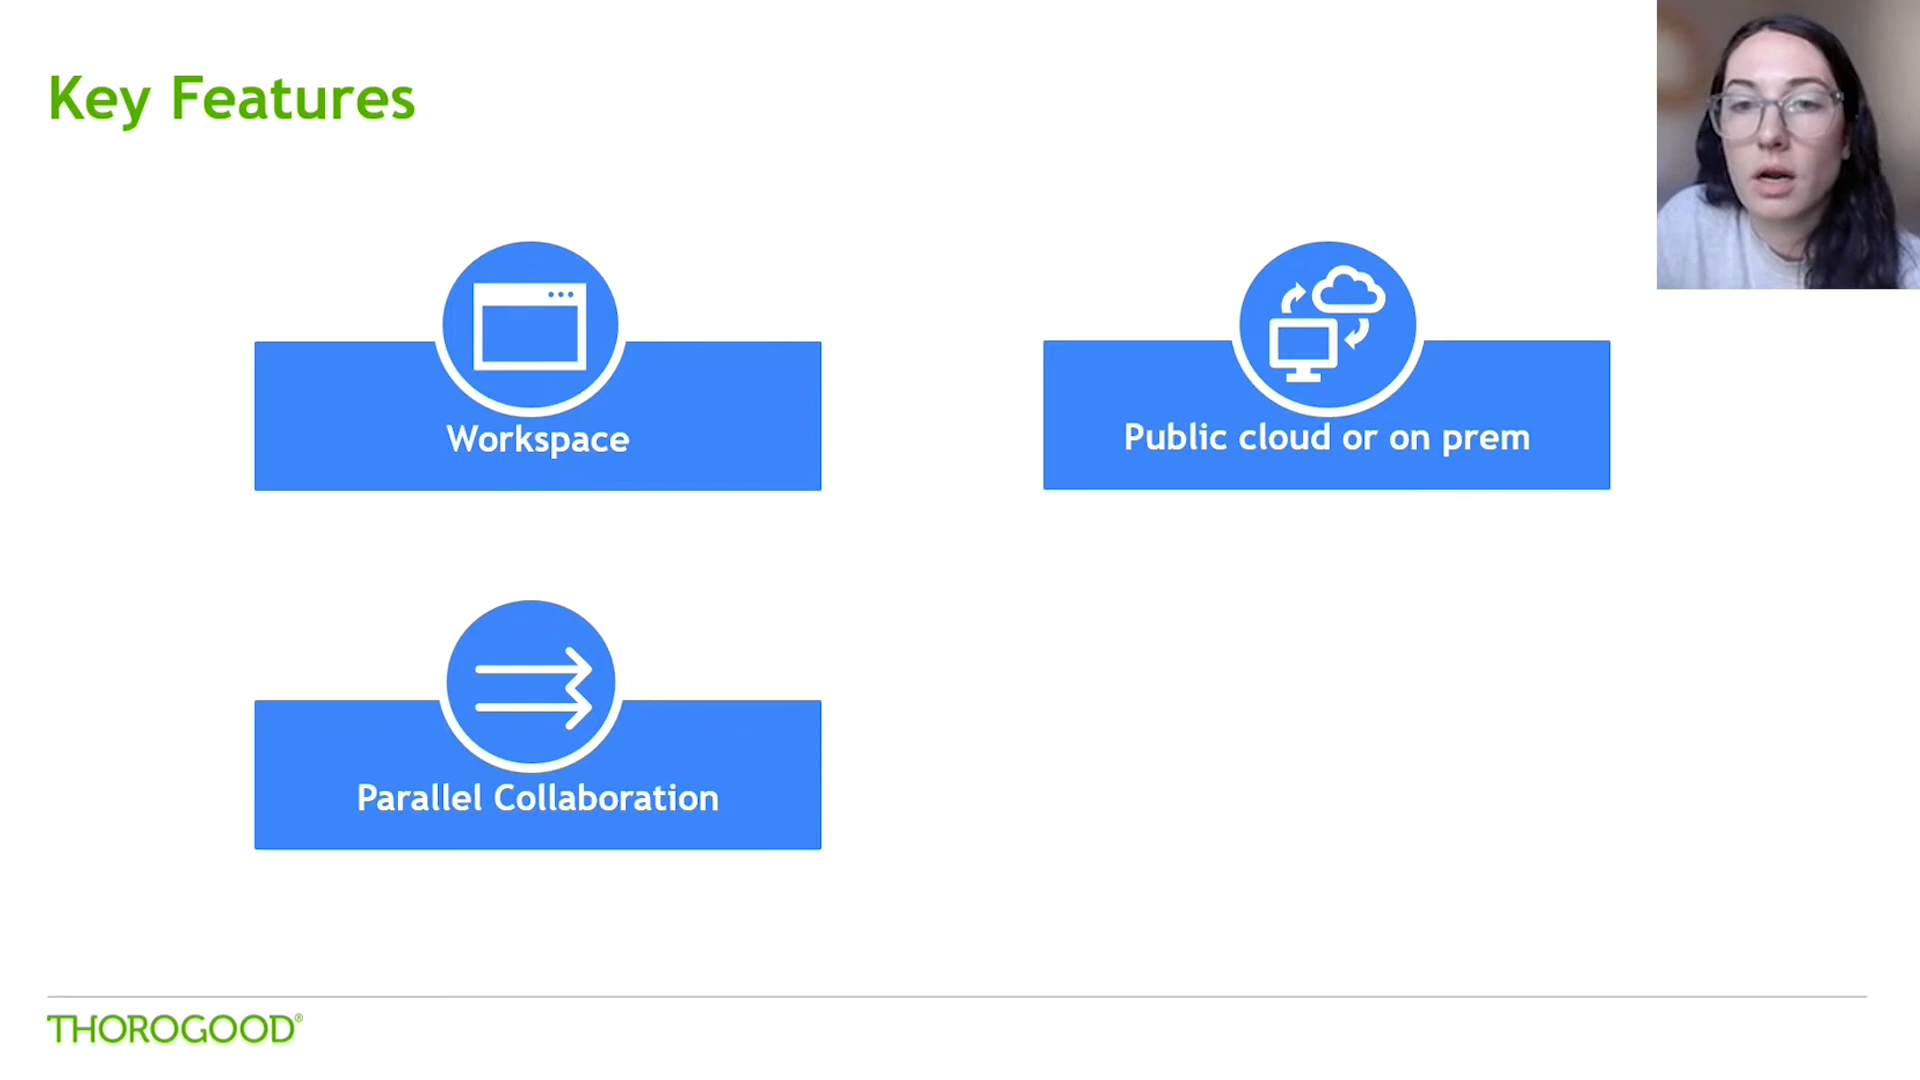 Key Features
Workspace
Public cloud or on prem
Parallel Collaboration
THOROGOOD®